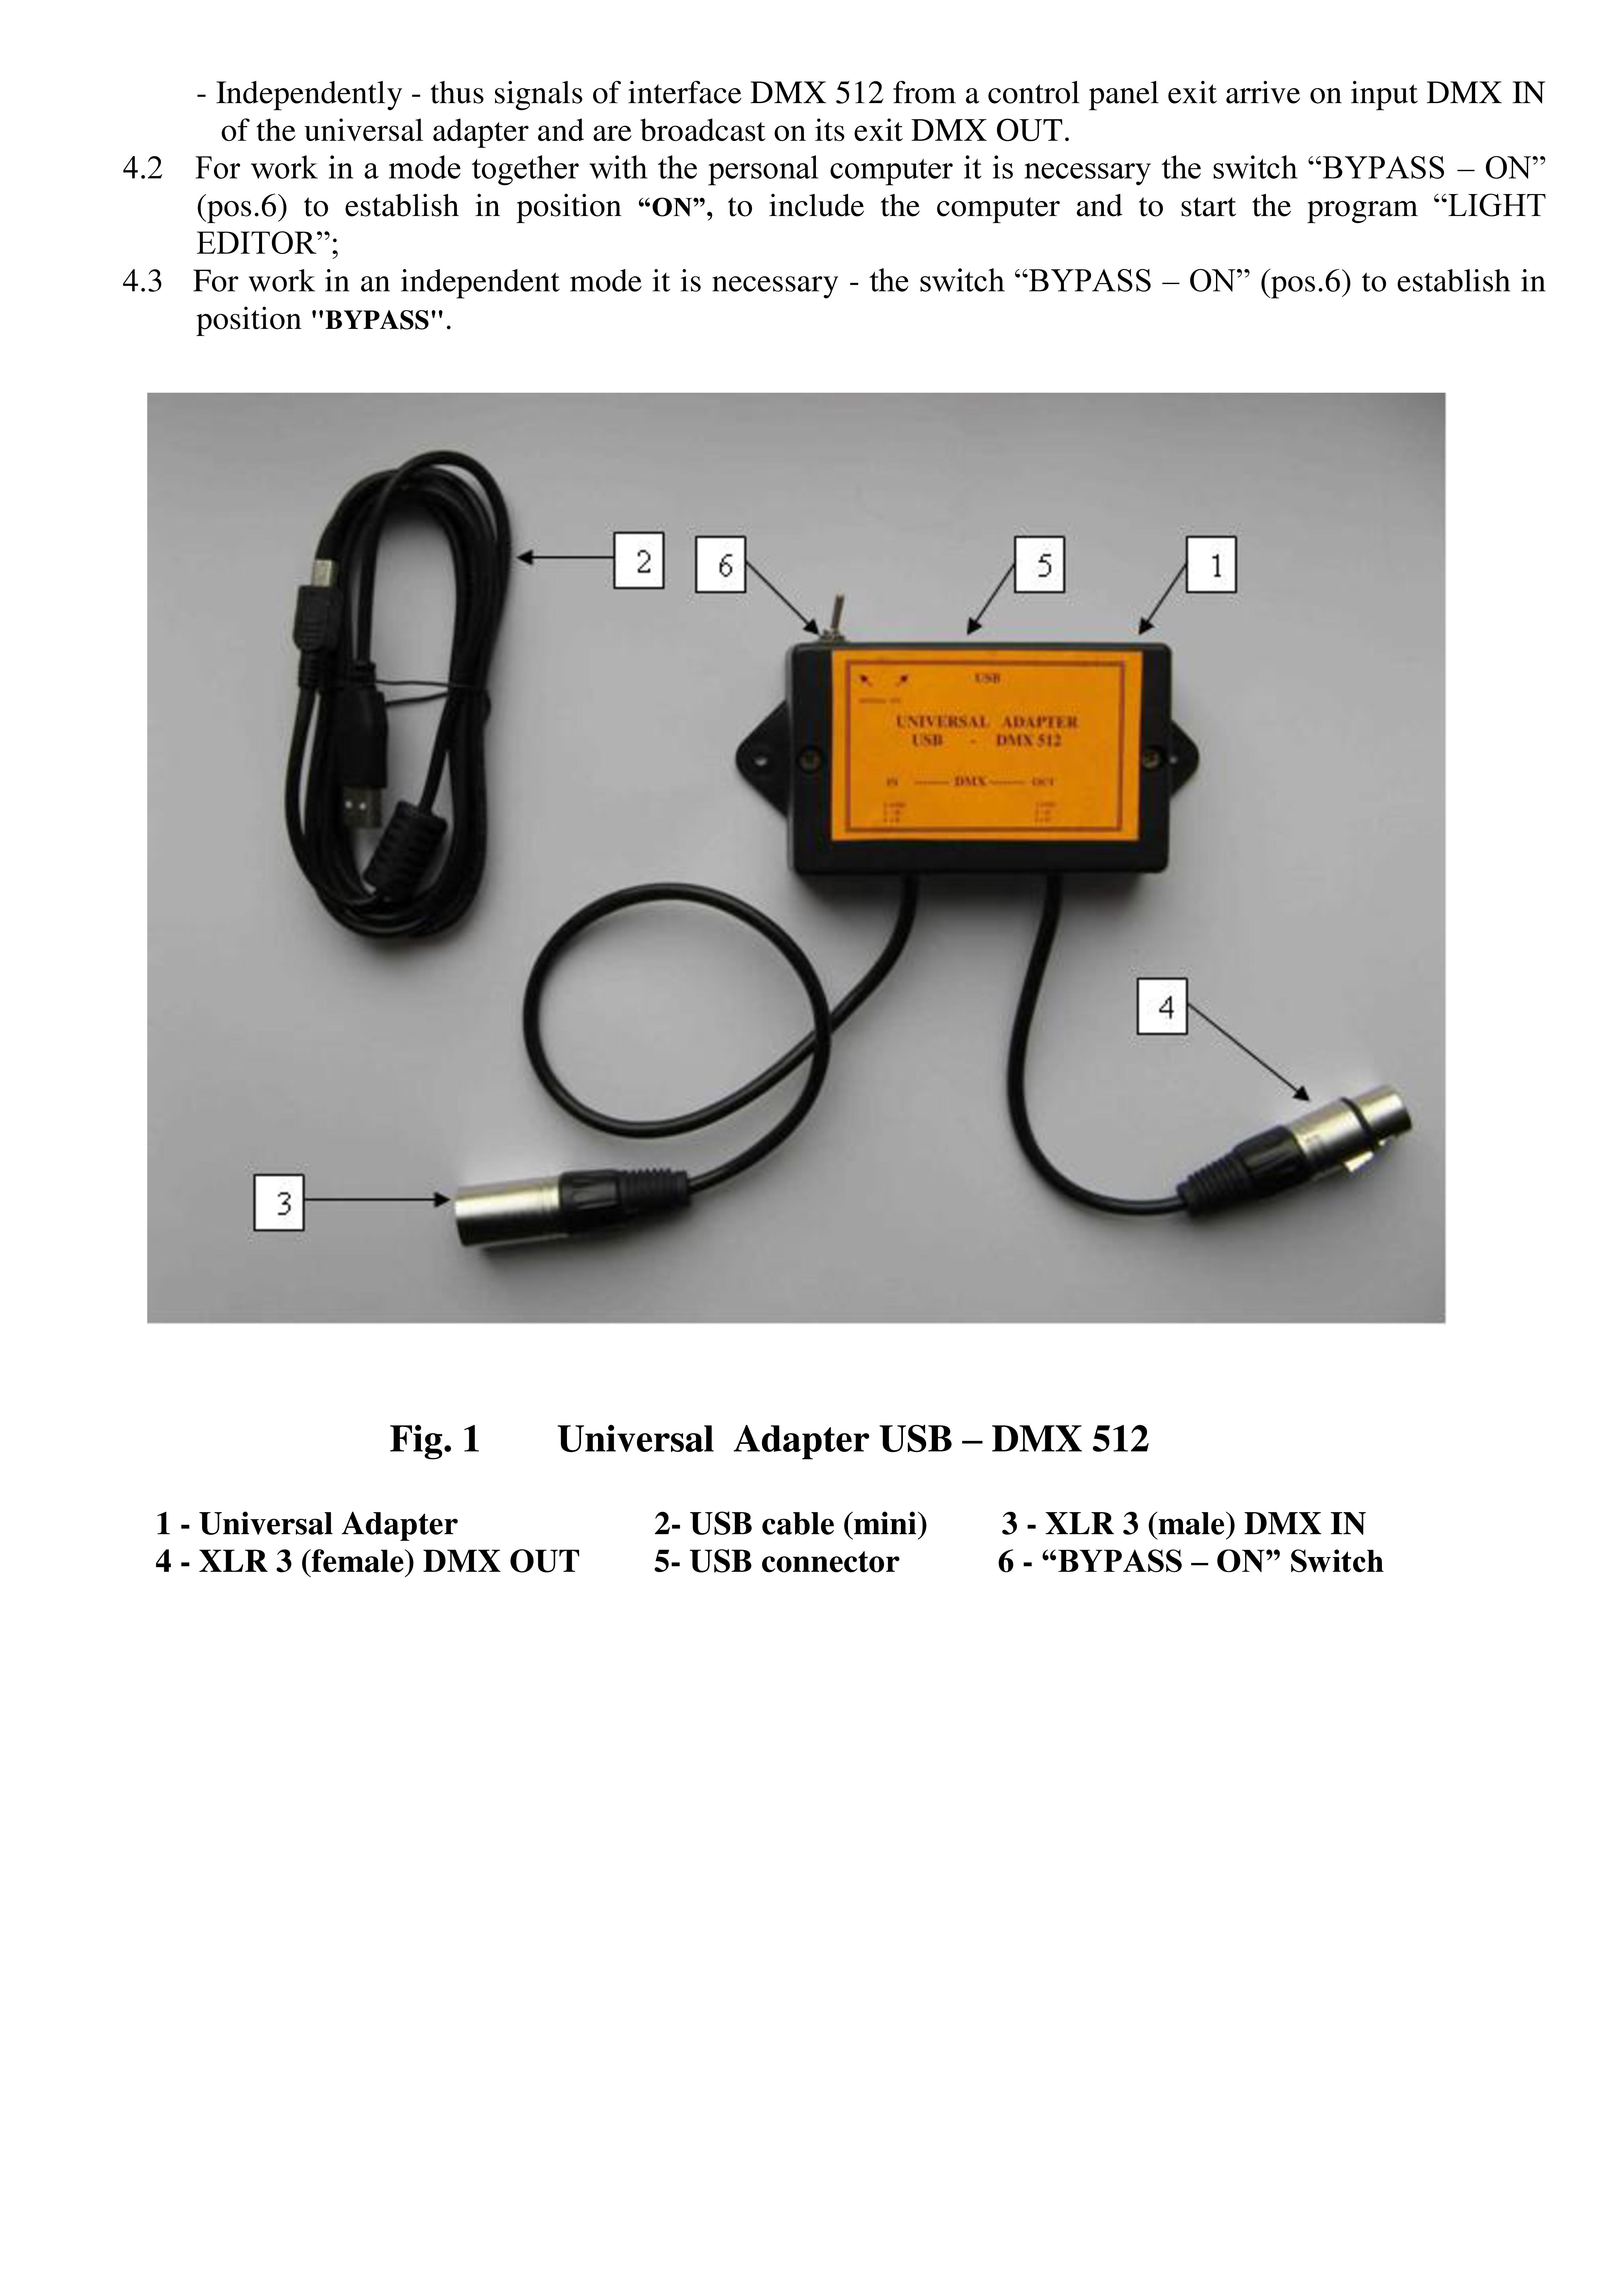 - Independently - thus signals of interface DMX 512 from a control panel exit arrive on input DMX IN
of the universal adapter and are broadcast on its exit DMX OUT.
4.2 For work in a mode together with the personal computer it is necessary the switch “BYPASS – ON”
(pos.6) to establish in position “ON”, to include the computer and to start the program “LIGHT
EDITOR”;
4.3 For work in an independent mode it is necessary - the switch “BYPASS – ON” (pos.6) to establish in
position "BYPASS".
2
6
5
1
USB
UNIVERSAL ADAPTER
USB - DMX 512
IN ------- DMX ------- OUT
4
3
Fig. 1 Universal Adapter USB – DMX 512
1 - Universal Adapter 2- USB cable (mini) 3 - XLR 3 (male) DMX IN
4 - XLR 3 (female) DMX OUT 5- USB connector 6 - “BYPASS – ON” Switch